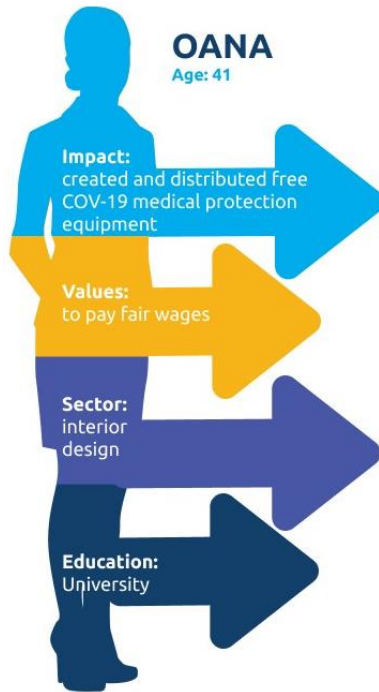 OANA
Age: 41
Impact:
created and distributed free
COV-19 medical protection
equipment
Values:
to pay fair wages
Sector:
interior
design
Education:
University